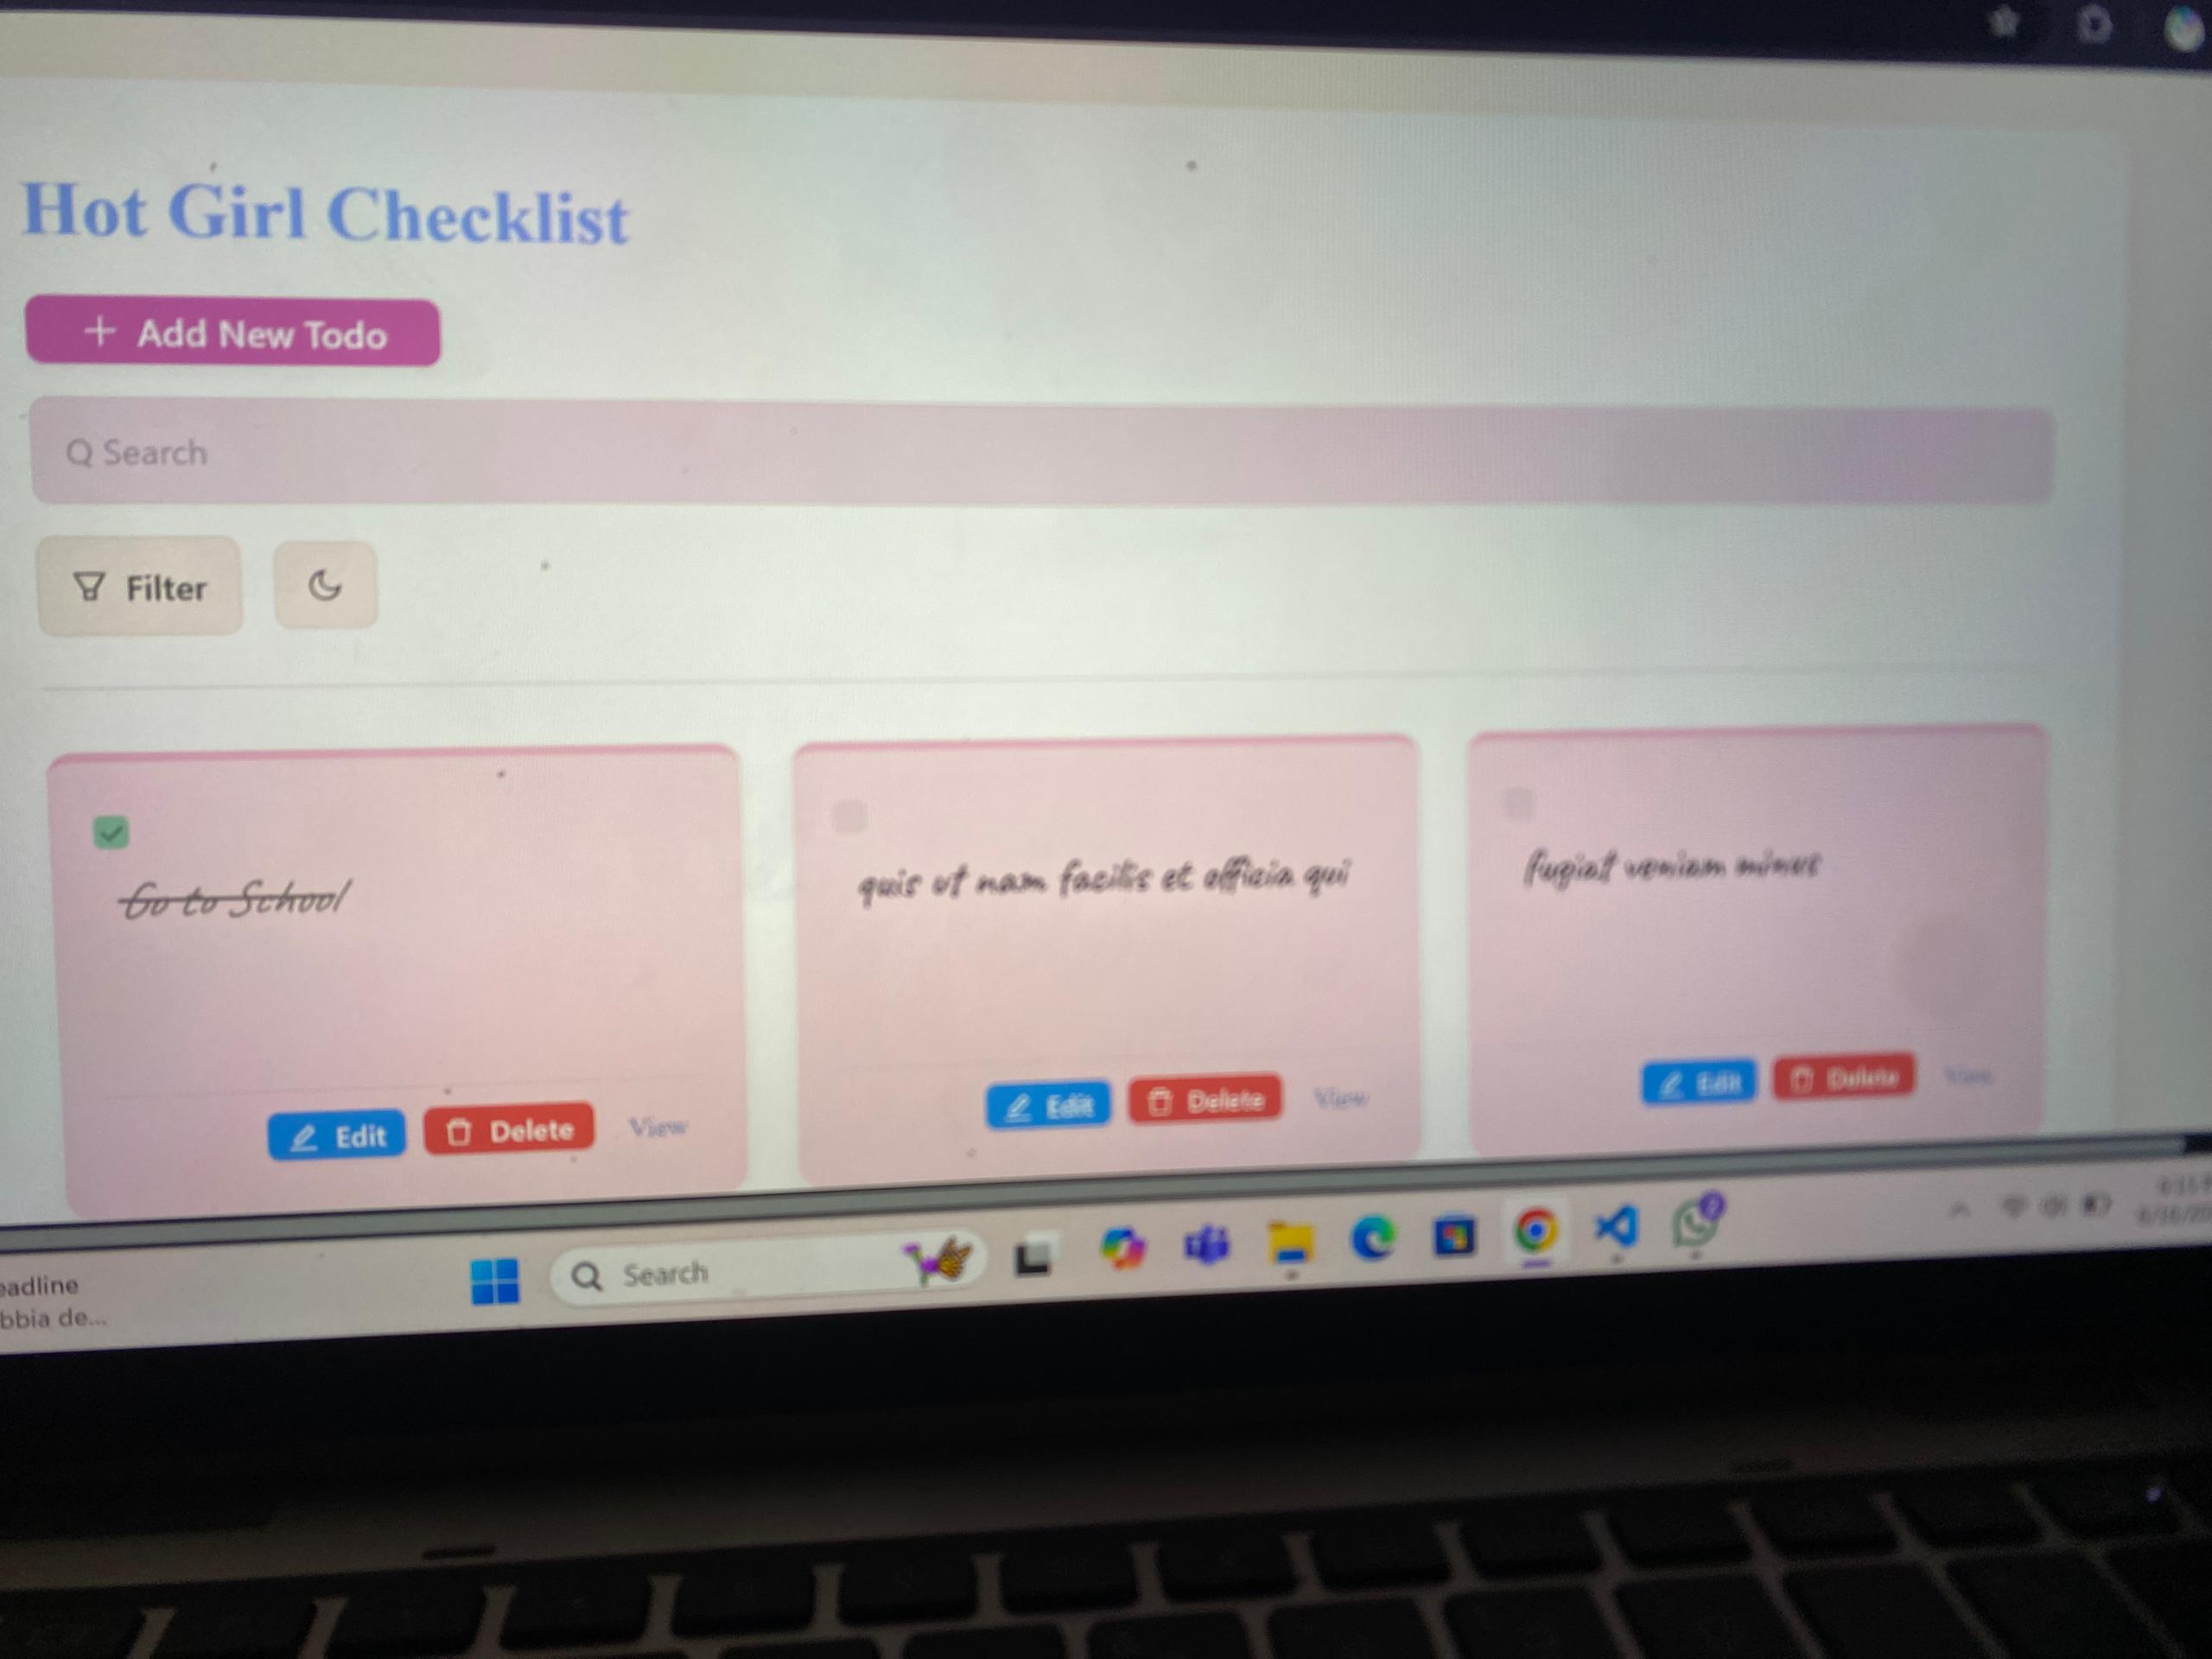 Hot Girl Checklist
+ Add New Todo
Search
Filter
Go to School
quis ut nam facilis et officia qui
fugiat veniam minus
Edit Delete View
Edit Delete View
Edit Delete View
eadline
bbia de...
Search
2